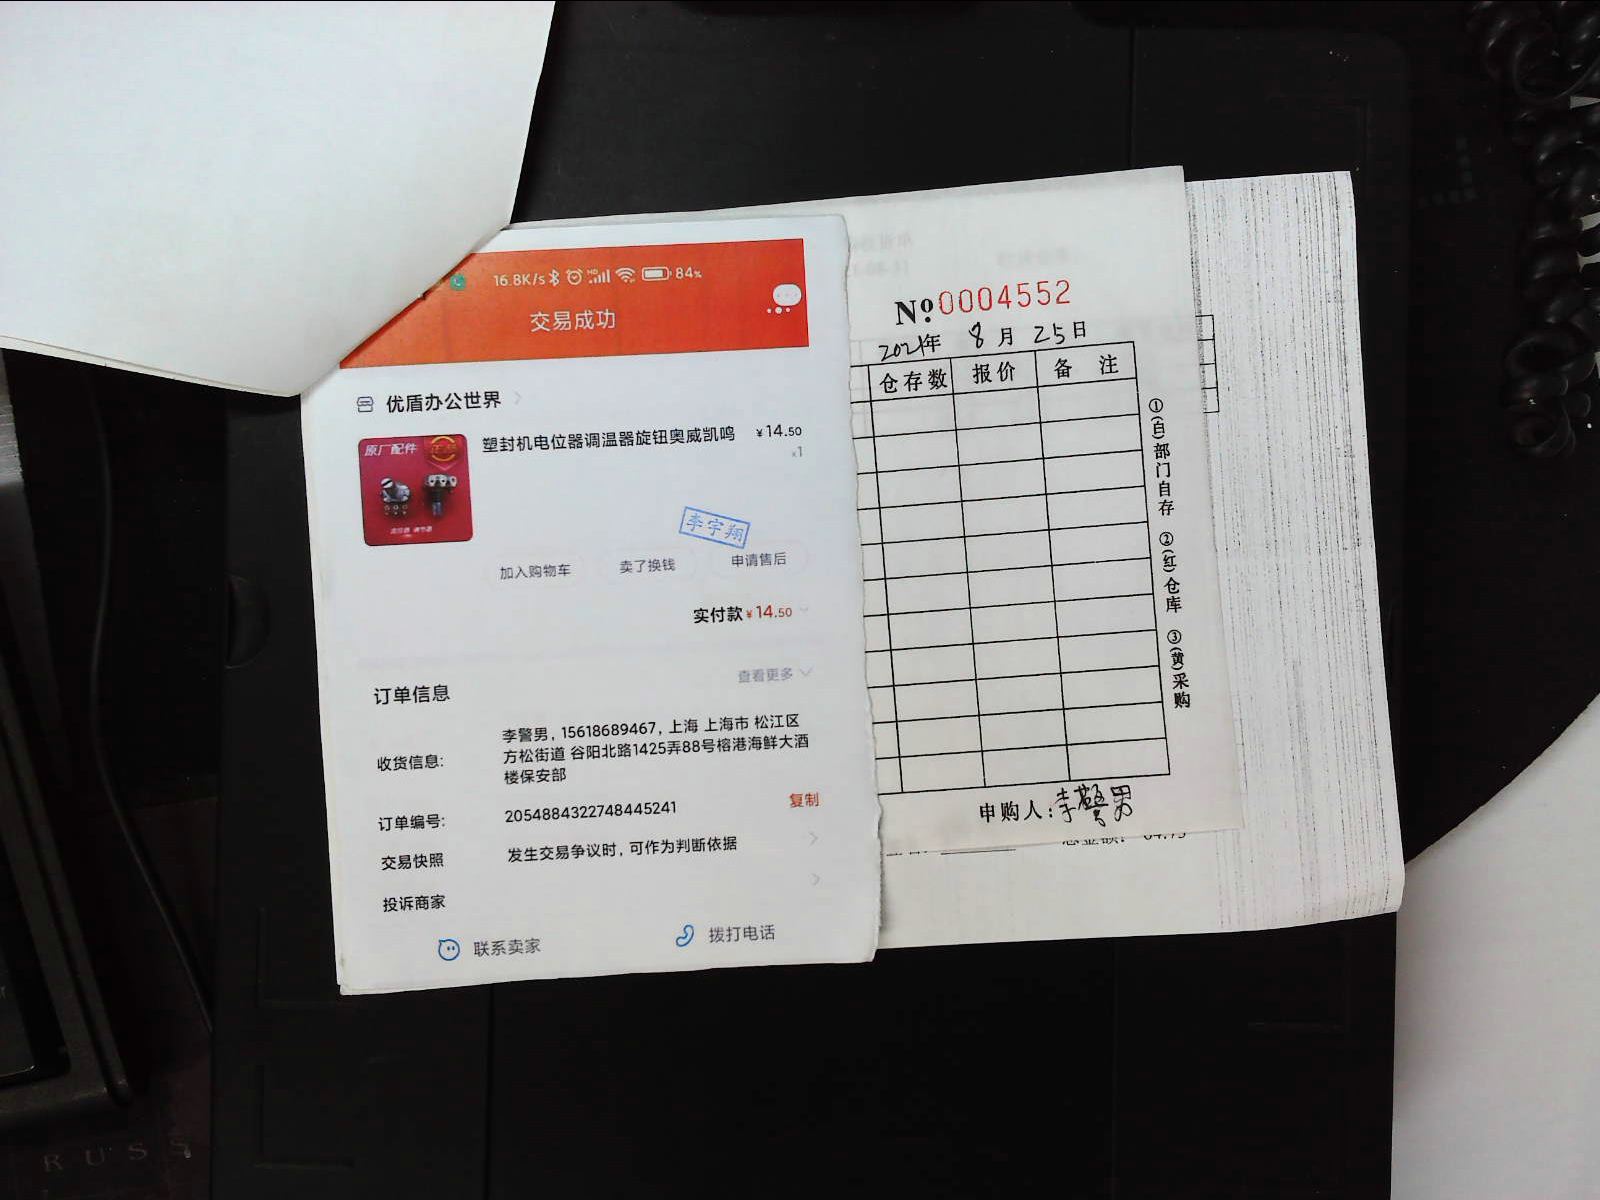 16.8K/s HD 84%
交易成功
优盾办公世界
塑封机电位器调温器旋钮奥威凯鸣 ¥14.50
x1
原厂配件
李宇翔
加入购物车 卖了换钱 申请售后
实付款 ¥14.50
查看更多
订单信息
收货信息: 李警男, 15618689467, 上海 上海市 松江区
方松街道 谷阳北路1425弄88号榕港海鲜大酒
楼保安部
订单编号: 2054884322748445241 复制
交易快照 发生交易争议时, 可作为判断依据
投诉商家
联系卖家 拨打电话
№0004552
2021年 8月 25日
仓存数 报价 备注
①(白)部门自存 ②(红)仓库 ③(黄)采购
申购人: 李警男
RUSS